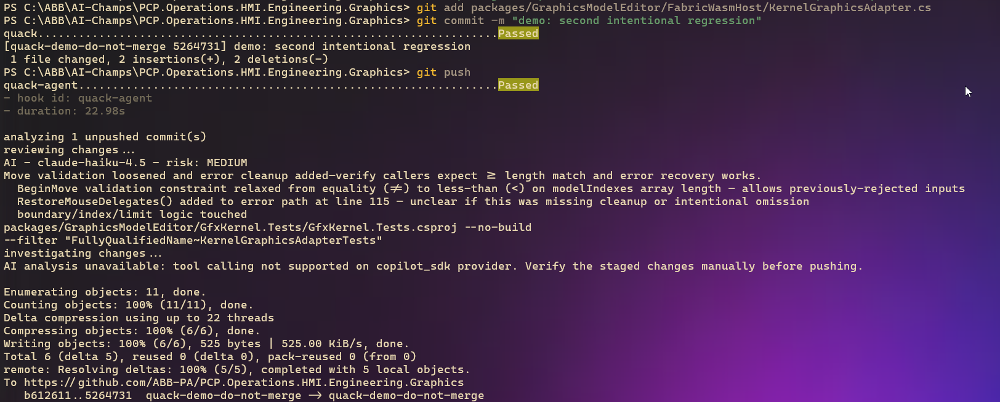 PS C:\ABB\AI-Champs\PCP.Operations.HMI.Engineering.Graphics> git add packages/GraphicsModelEditor/FabricWasmHost/KernelGraphicsAdapter.cs
PS C:\ABB\AI-Champs\PCP.Operations.HMI.Engineering.Graphics> git commit -m "demo: second intentional regression"
quack....................................................................Passed
[quack-demo-do-not-merge 5264731] demo: second intentional regression
 1 file changed, 2 insertions(+), 2 deletions(-)
PS C:\ABB\AI-Champs\PCP.Operations.HMI.Engineering.Graphics> git push
quack-agent..............................................................Passed
- hook id: quack-agent
- duration: 22.98s
analyzing 1 unpushed commit(s)
reviewing changes...
AI - claude-haiku-4.5 - risk: MEDIUM
Move validation loosened and error cleanup added—verify callers expect ≥ length match and error recovery works.
  BeginMove validation constraint relaxed from equality (≠) to less-than (<) on modelIndexes array length — allows previously-rejected inputs
  RestoreMouseDelegates() added to error path at line 115 — unclear if this was missing cleanup or intentional omission
  boundary/index/limit logic touched
packages/GraphicsModelEditor/GfxKernel.Tests/GfxKernel.Tests.csproj --no-build
--filter "FullyQualifiedName~KernelGraphicsAdapterTests"
investigating changes...
AI analysis unavailable: tool calling not supported on copilot_sdk provider. Verify the staged changes manually before pushing.
Enumerating objects: 11, done.
Counting objects: 100% (11/11), done.
Delta compression using up to 22 threads
Compressing objects: 100% (6/6), done.
Writing objects: 100% (6/6), 525 bytes | 525.00 KiB/s, done.
Total 6 (delta 5), reused 0 (delta 0), pack-reused 0 (from 0)
remote: Resolving deltas: 100% (5/5), completed with 5 local objects.
To https://github.com/ABB-PA/PCP.Operations.HMI.Engineering.Graphics
   b612611..5264731  quack-demo-do-not-merge -> quack-demo-do-not-merge